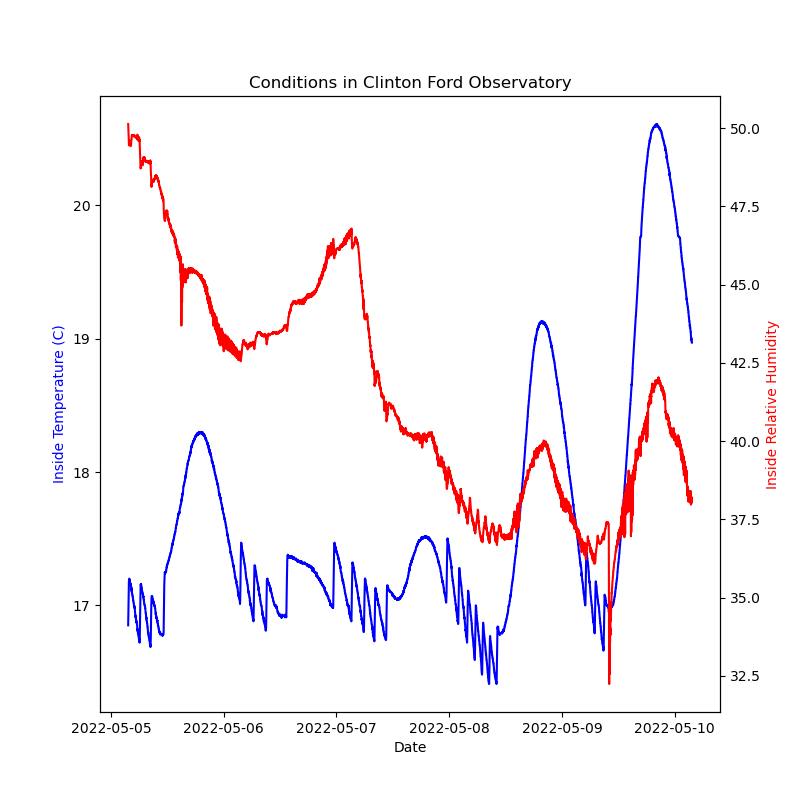 Conditions in Clinton Ford Observatory
20
19
18
17
Inside Temperature (C)
50.0
47.5
45.0
42.5
40.0
37.5
35.0
32.5
Inside Relative Humidity
2022-05-05 2022-05-06 2022-05-07 2022-05-08 2022-05-09 2022-05-10
Date